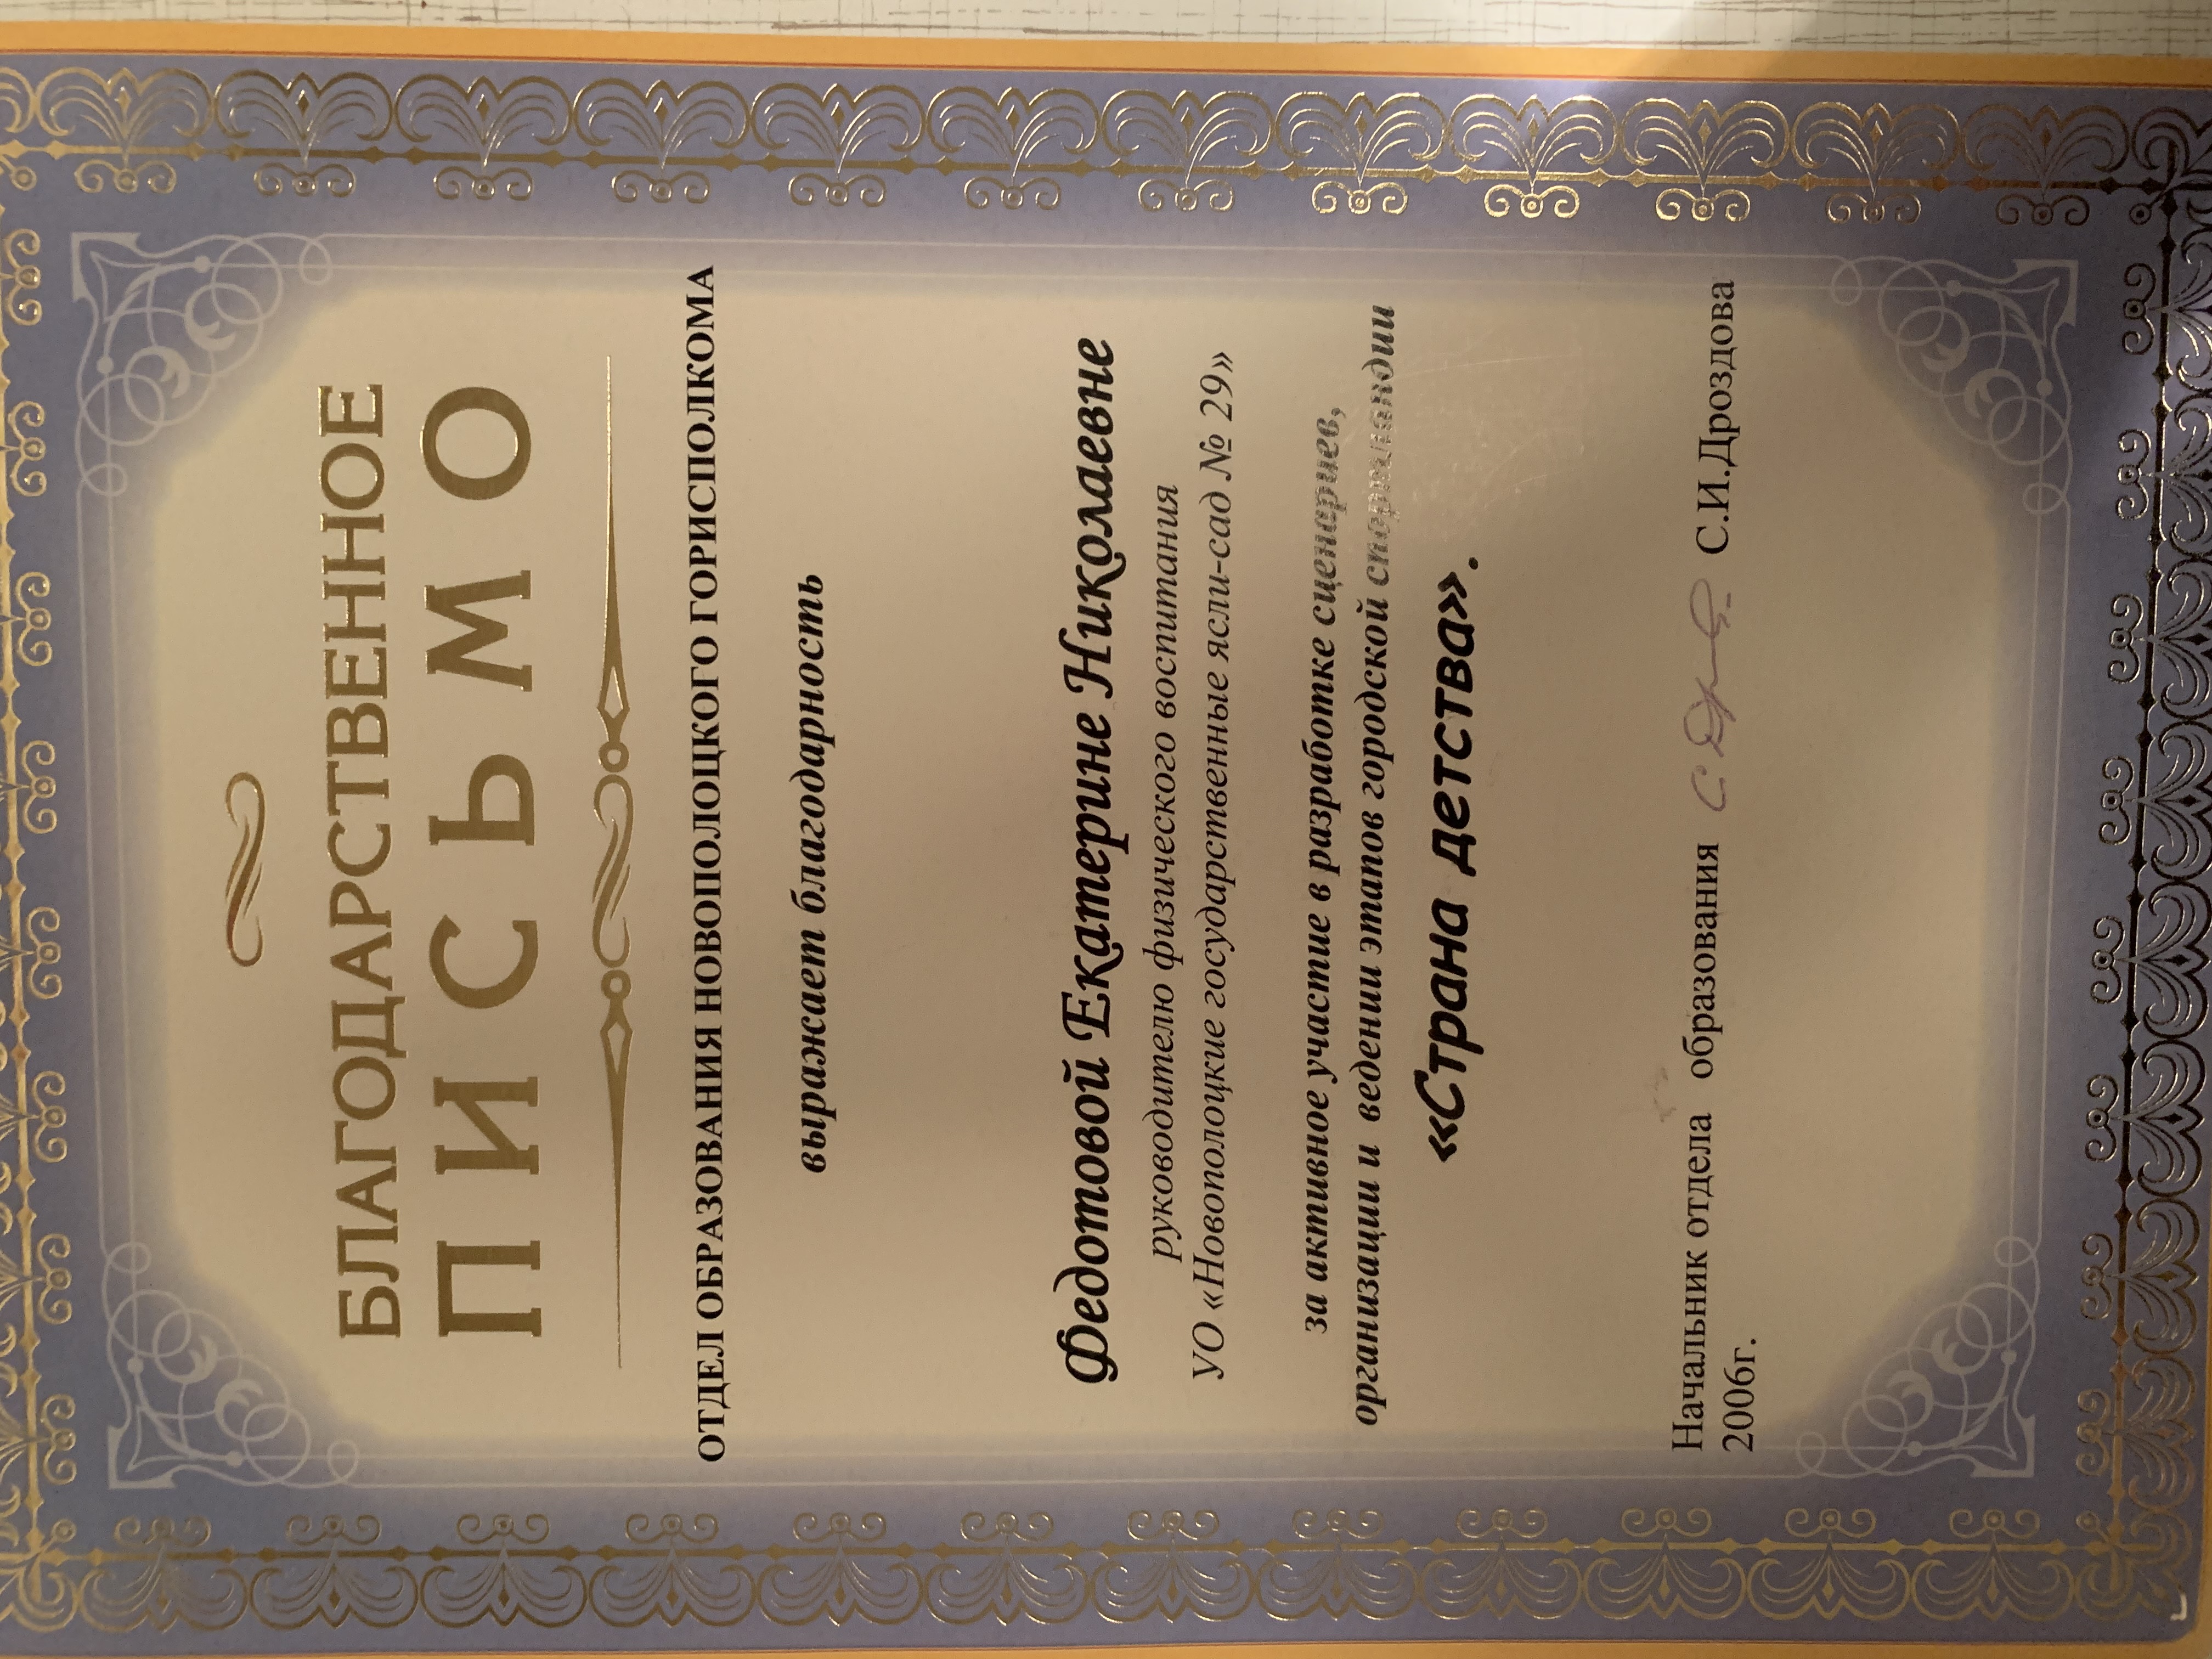 БЛАГОДАРСТВЕННОЕ
ПИСЬМО
ОТДЕЛ ОБРАЗОВАНИЯ НОВОПОЛОЦКОГО ГОРИСПОЛКОМА
выражает благодарность
Федотовой Екатерине Николаевне
руководителю физического воспитания
УО «Новополоцкие государственные ясли-сад № 29»
за активное участие в разработке сценариев,
организации и ведении этапов городской спартландии
«Страна детства».
Начальник отдела образования С.И.Дроздова
2006г.